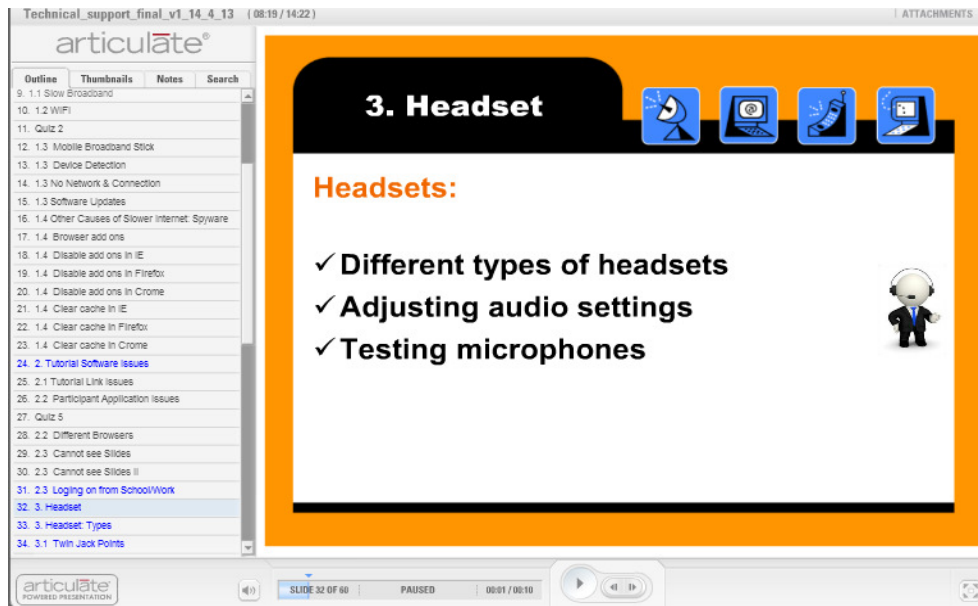 Technical_support_final_v1_14_4_13 ( 08:19 / 14:22 )
ATTACHMENTS
articulate®
Outline Thumbnails Notes Search
9. 1.1 Slow Broadband
10. 1.2 WiFi
11. Quiz 2
12. 1.3 Mobile Broadband Stick
13. 1.3 Device Detection
14. 1.3 No Network & Connection
15. 1.3 Software Updates
16. 1.4 Other Causes of Slower Internet: Spyware
17. 1.4 Browser add ons
18. 1.4 Disable add ons in IE
19. 1.4 Disable add ons in Firefox
20. 1.4 Disable add ons in Crome
21. 1.4 Clear cache in IE
22. 1.4 Clear cache in Firefox
23. 1.4 Clear cache in Crome
24. 2. Tutorial Software Issues
25. 2.1 Tutorial Link Issues
26. 2.2 Participant Application Issues
27. Quiz 5
28. 2.2 Different Browsers
29. 2.3 Cannot see Slides
30. 2.3 Cannot see Slides II
31. 2.3 Loging on from School/Work
32. 3. Headset
33. 3. Headset: Types
34. 3.1 Twin Jack Points
3. Headset
@
Headsets:
✓ Different types of headsets
✓ Adjusting audio settings
✓ Testing microphones
articulate®
POWERED PRESENTATION
SLIDE 32 OF 60 PAUSED 00:01 / 00:10